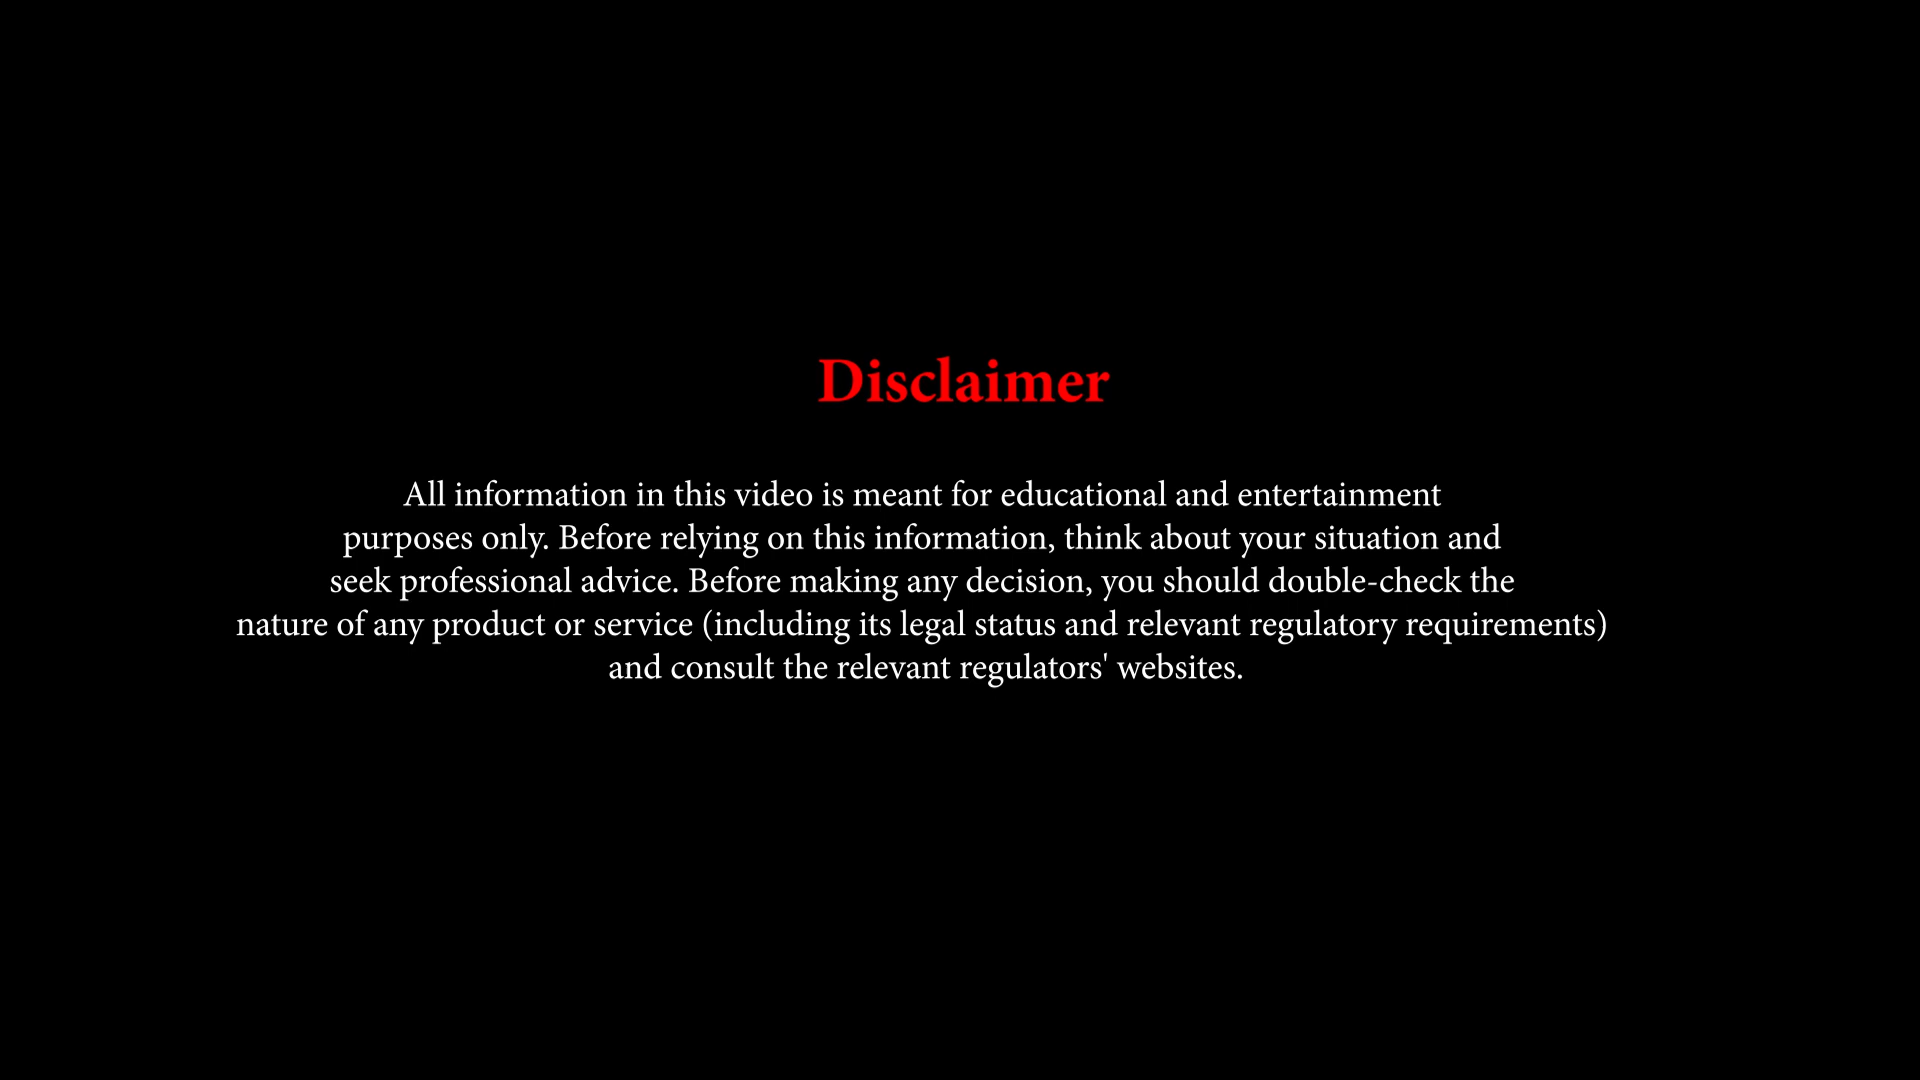 Disclaimer
All information in this video is meant for educational and entertainment
purposes only. Before relying on this information, think about your situation and
seek professional advice. Before making any decision, you should double-check the
nature of any product or service (including its legal status and relevant regulatory requirements)
and consult the relevant regulators' websites.